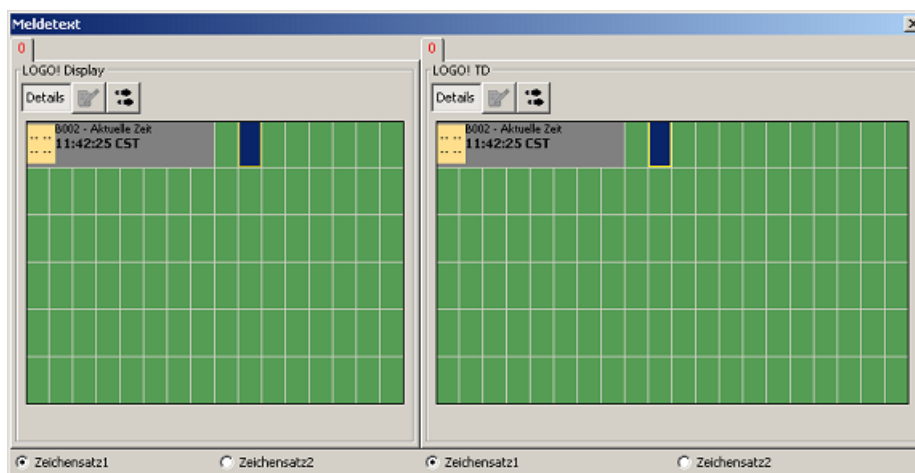 Meldetext
0
0
LOGO! Display
LOGO! TD
Details
Details
B002 - Aktuelle Zeit
11:42:25 CST
B002 - Aktuelle Zeit
11:42:25 CST
Zeichensatz1
Zeichensatz2
Zeichensatz1
Zeichensatz2